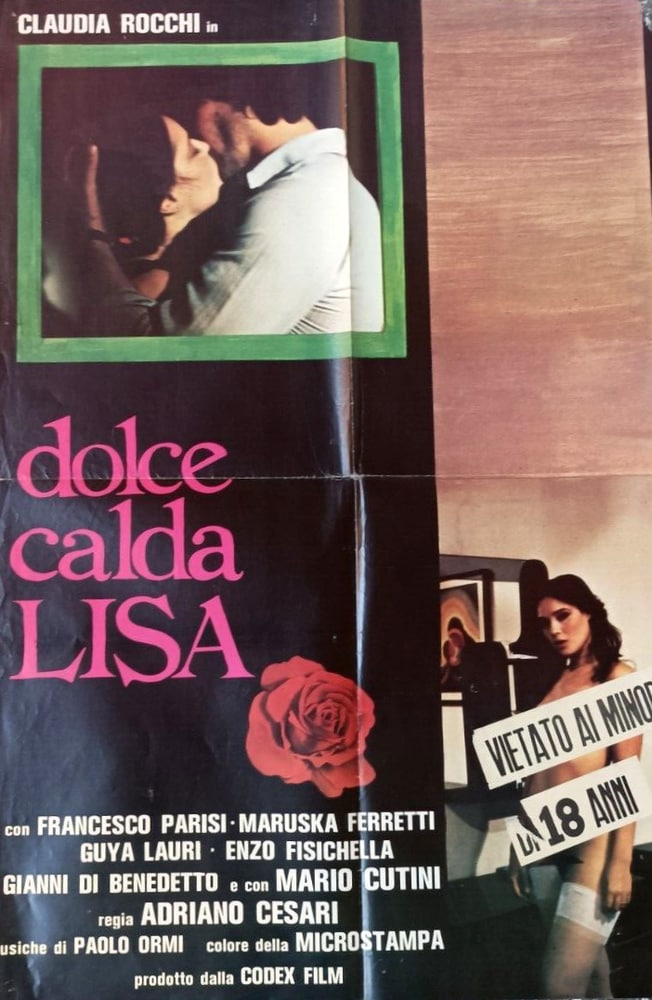 CLAUDIA ROCCHI in
dolce
calda
LISA
VIETATO AI MINOR
DI 18 ANNI
con FRANCESCO PARISI · MARUSKA FERRETTI
GUYA LAURI · ENZO FISICHELLA
GIANNI DI BENEDETTO e con MARIO CUTINI
regia ADRIANO CESARI
usiche di PAOLO ORMI colore della MICROSTAMPA
prodotto dalla CODEX FILM